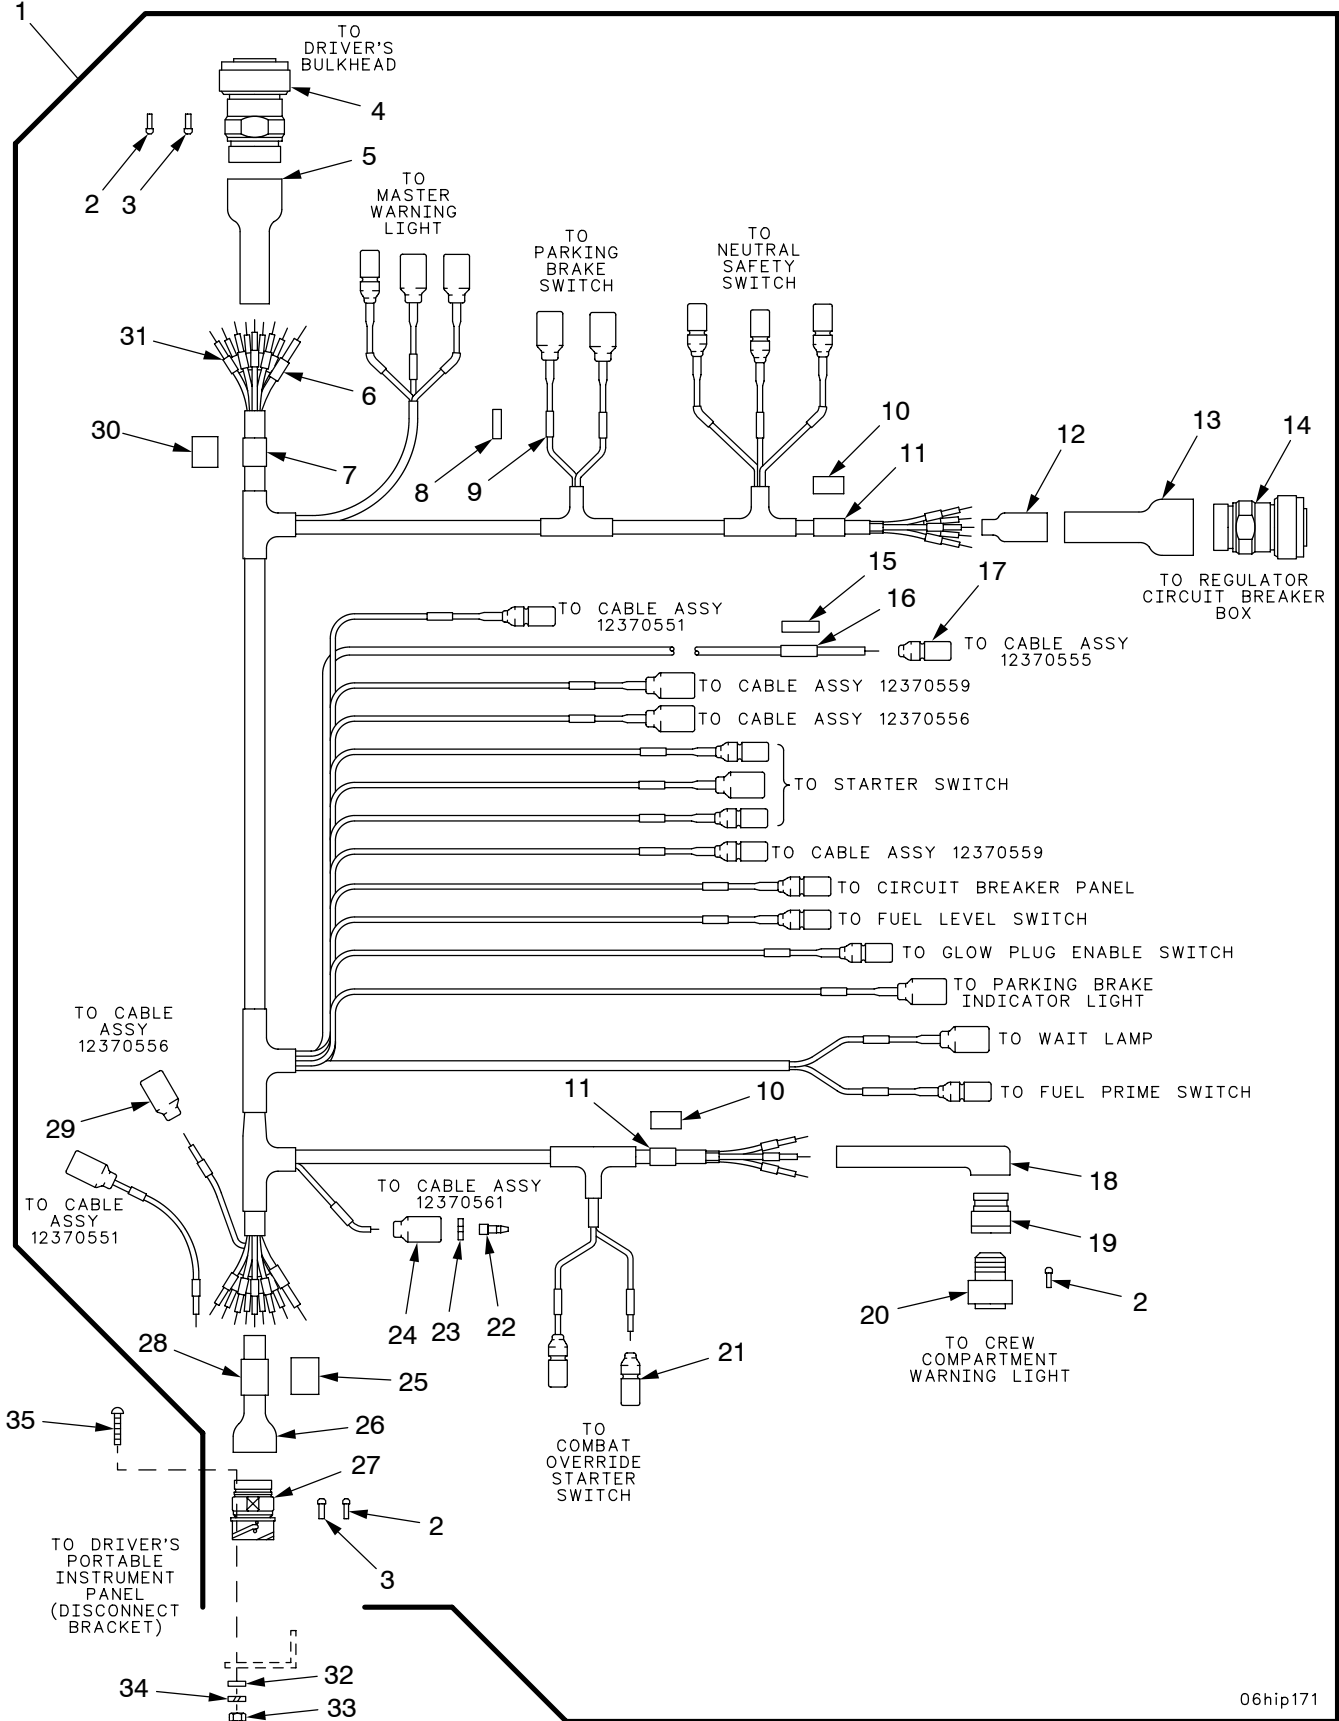 1
TO
DRIVER'S
BULKHEAD
4
2
3
5
TO
MASTER
WARNING
LIGHT
TO
PARKING
BRAKE
SWITCH
TO
NEUTRAL
SAFETY
SWITCH
31
6
30
7
8
9
10
11
12
13
14
TO REGULATOR
CIRCUIT BREAKER
BOX
15
16
17
TO CABLE ASSY
12370551
TO CABLE ASSY
12370555
TO CABLE ASSY 12370559
TO CABLE ASSY 12370556
TO STARTER SWITCH
TO CABLE ASSY 12370559
TO CIRCUIT BREAKER PANEL
TO FUEL LEVEL SWITCH
TO GLOW PLUG ENABLE SWITCH
TO PARKING BRAKE
INDICATOR LIGHT
TO CABLE
ASSY
12370556
TO WAIT LAMP
TO FUEL PRIME SWITCH
29
11
10
18
TO CABLE
ASSY
12370551
TO CABLE ASSY
12370561
19
20
2
24
23
22
21
TO CREW
COMPARTMENT
WARNING LIGHT
28
25
35
26
TO
COMBAT
OVERRIDE
STARTER
SWITCH
27
2
3
TO DRIVER'S
PORTABLE
INSTRUMENT
PANEL
(DISCONNECT
BRACKET)
32
34
33
06hip171